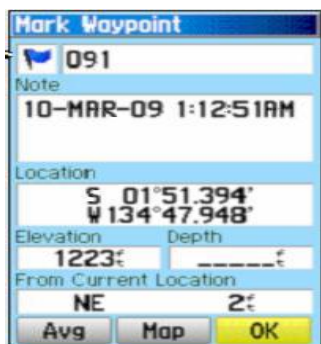 Mark Waypoint
091
Note
10-MAR-09 1:12:51AM
Location
S 01°51.394'
W 134°47.948'
Elevation Depth
1223ft _____ft
From Current Location
NE 2ft
Avg Map OK